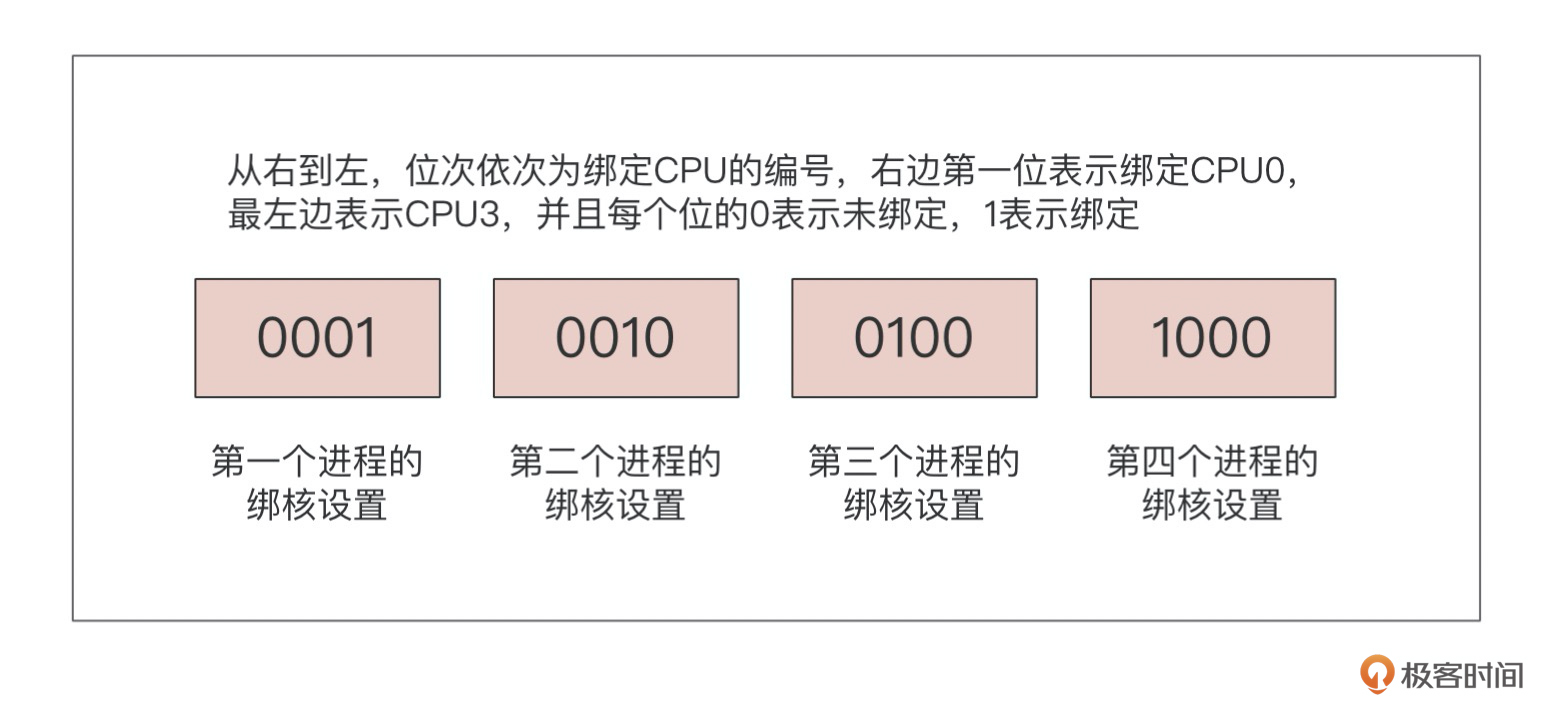 从右到左，位次依次为绑定CPU的编号，右边第一位表示绑定CPU0，
最左边表示CPU3，并且每个位的0表示未绑定，1表示绑定
0001
0010
0100
1000
第一个进程的
绑核设置
第二个进程的
绑核设置
第三个进程的
绑核设置
第四个进程的
绑核设置
极客时间